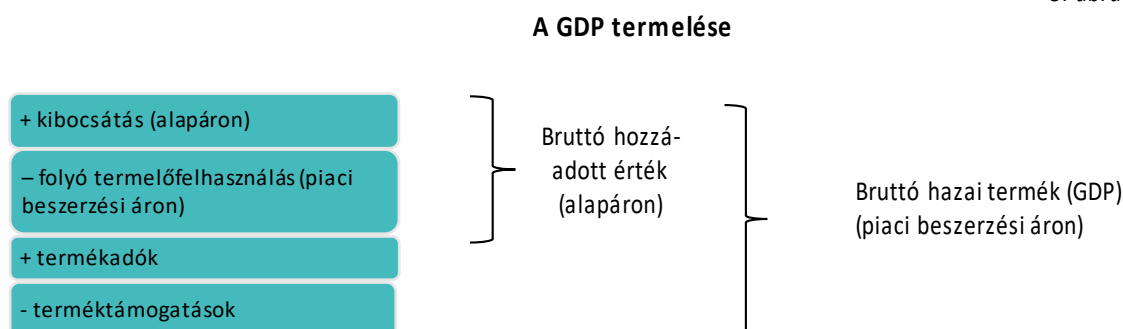 A GDP termelése
+ kibocsátás (alapáron)
– folyó termelőfelhasználás (piaci
beszerzési áron)
+ termékadók
- terméktámogatások
Bruttó hozzá-
adott érték
(alapáron)
Bruttó hazai termék (GDP)
(piaci beszerzési áron)